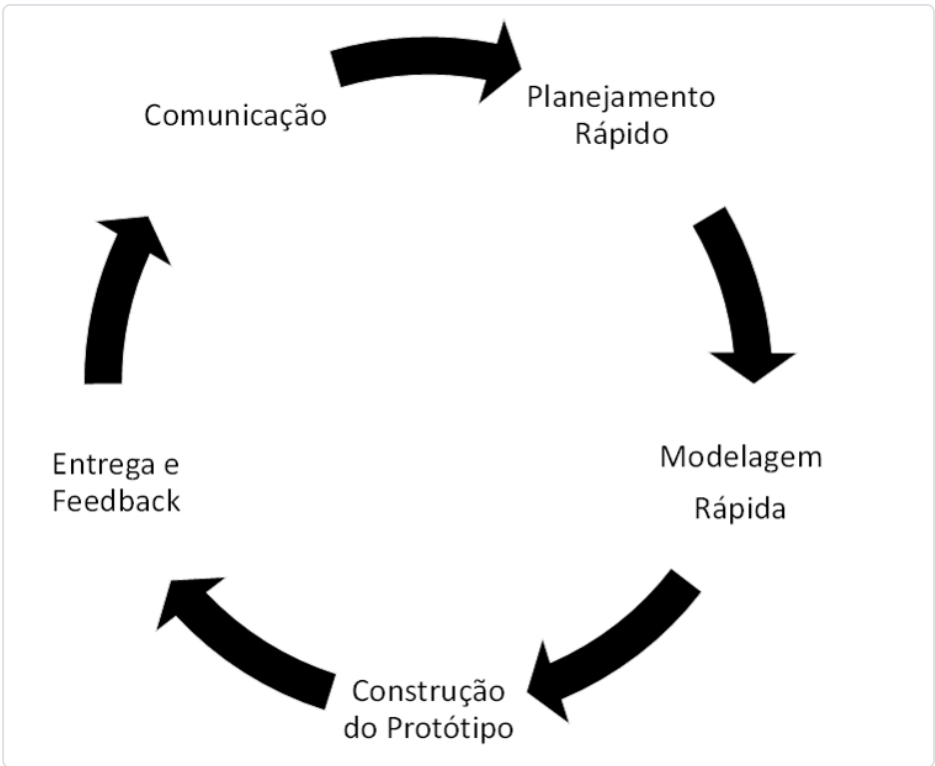 Comunicação
Planejamento
Rápido
Modelagem
Rápida
Construção
do Protótipo
Entrega e
Feedback